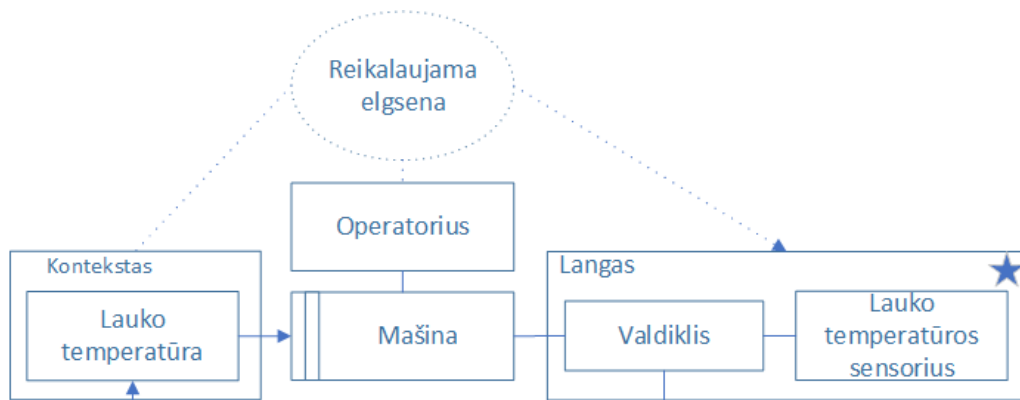 Reikalaujama
elgsena
Operatorius
Kontekstas
Lauko
temperatūra
Mašina
Langas
Valdiklis
Lauko
temperatūros
sensorius